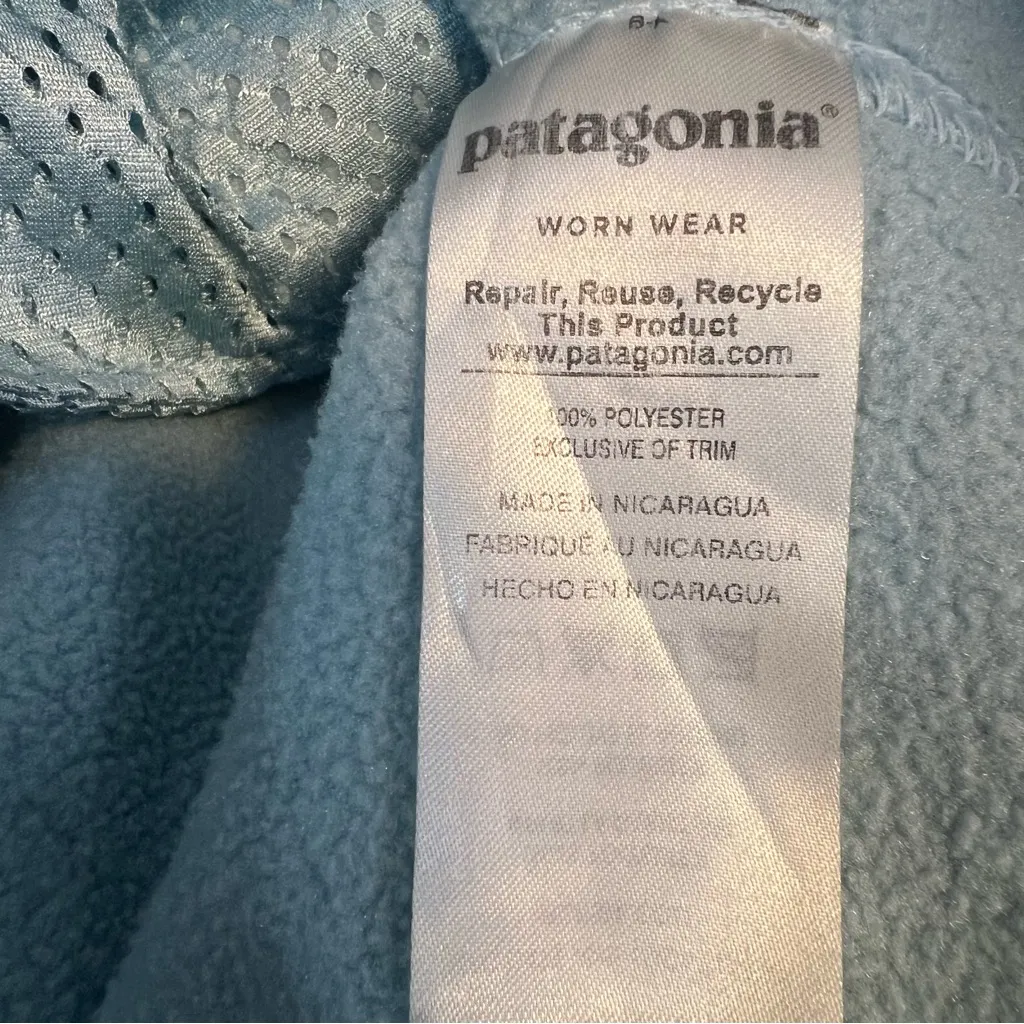 patagonia®
WORN WEAR
Repair, Reuse, Recycle
This Product
www.patagonia.com
100% POLYESTER
EXCLUSIVE OF TRIM
MADE IN NICARAGUA
FABRIQUÉ AU NICARAGUA
HECHO EN NICARAGUA